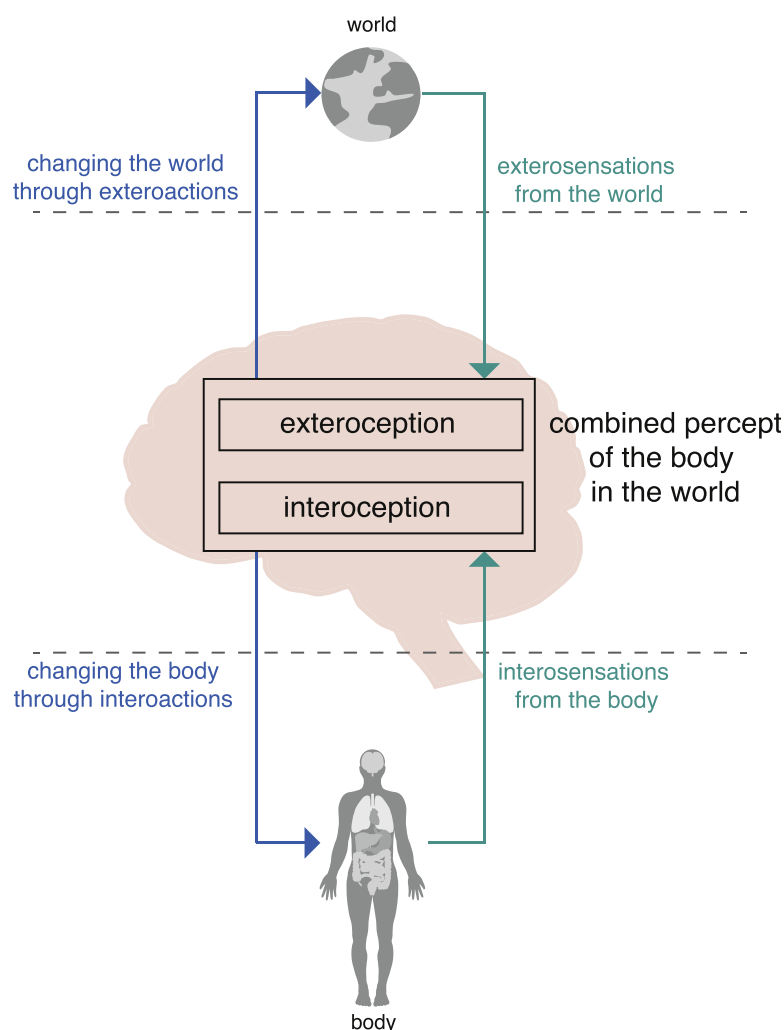 world
changing the world
through exteroactions
exterosensations
from the world
exteroception
interoception
combined percept
of the body
in the world
changing the body
through interoactions
interosensations
from the body
body